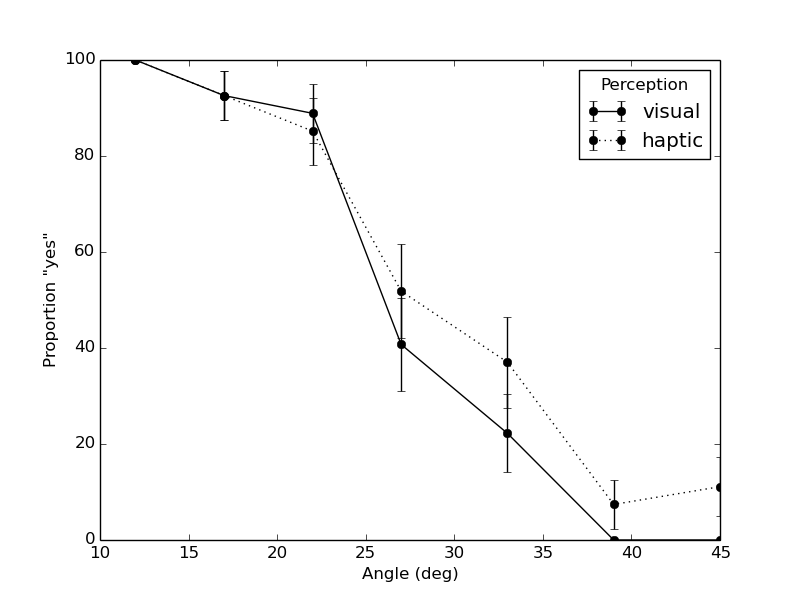 100
80
60
40
20
0
10 15 20 25 30 35 40 45
Proportion "yes"
Angle (deg)
Perception
visual
haptic